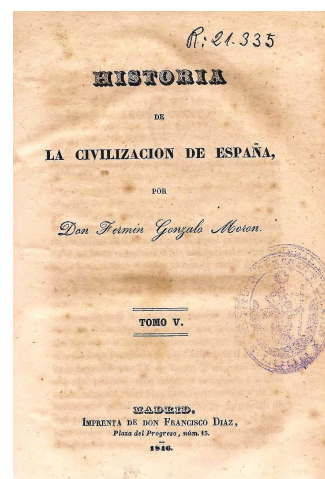 R: 21.335
HISTORIA
DE
LA CIVILIZACION DE ESPAÑA,
POR
Don Fermin Gonzalo Moron.
TOMO V.
MADRID,
IMPRENTA DE DON FRANCISCO DIAZ,
Plaza del Progreso, núm. 15.
1846.